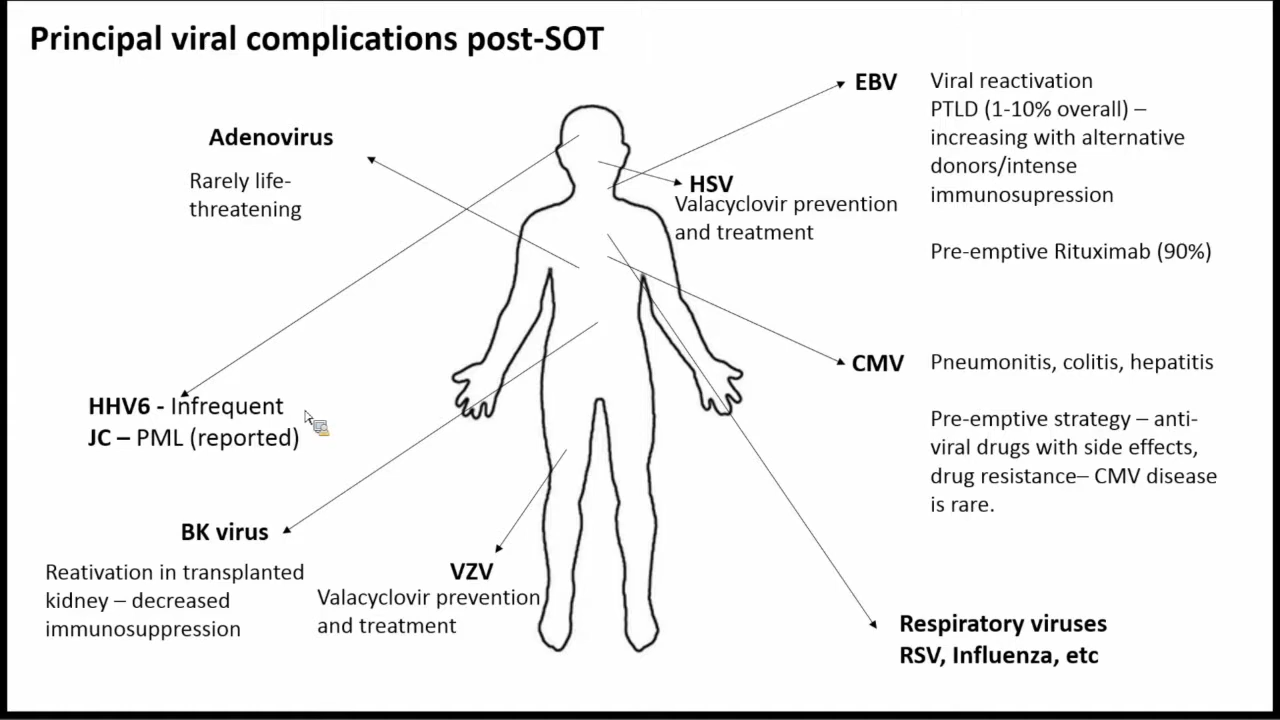 Principal viral complications post-SOT
EBV
Viral reactivation
PTLD (1-10% overall) –
increasing with alternative
donors/intense
immunosupression
Pre-emptive Rituximab (90%)
Adenovirus
Rarely life-
threatening
HSV
Valacyclovir prevention
and treatment
CMV
Pneumonitis, colitis, hepatitis
Pre-emptive strategy – anti-
viral drugs with side effects,
drug resistance– CMV disease
is rare.
HHV6 - Infrequent
JC – PML (reported)
BK virus
Reativation in transplanted
kidney – decreased
immunosuppression
VZV
Valacyclovir prevention
and treatment
Respiratory viruses
RSV, Influenza, etc